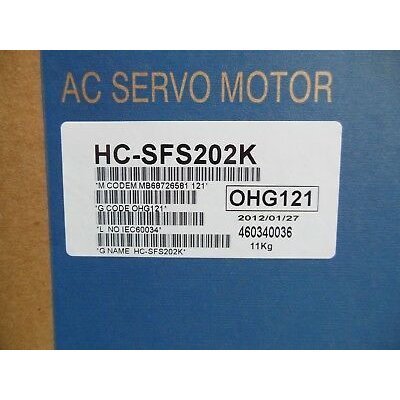 AC SERVO MOTOR
HC-SFS202K
*M CODEM MB68726581 121*
*G CODE OHG121*
OHG121
2012/01/27
*L NO IEC60034*
460340036
11Kg
*G NAME HC-SFS202K*